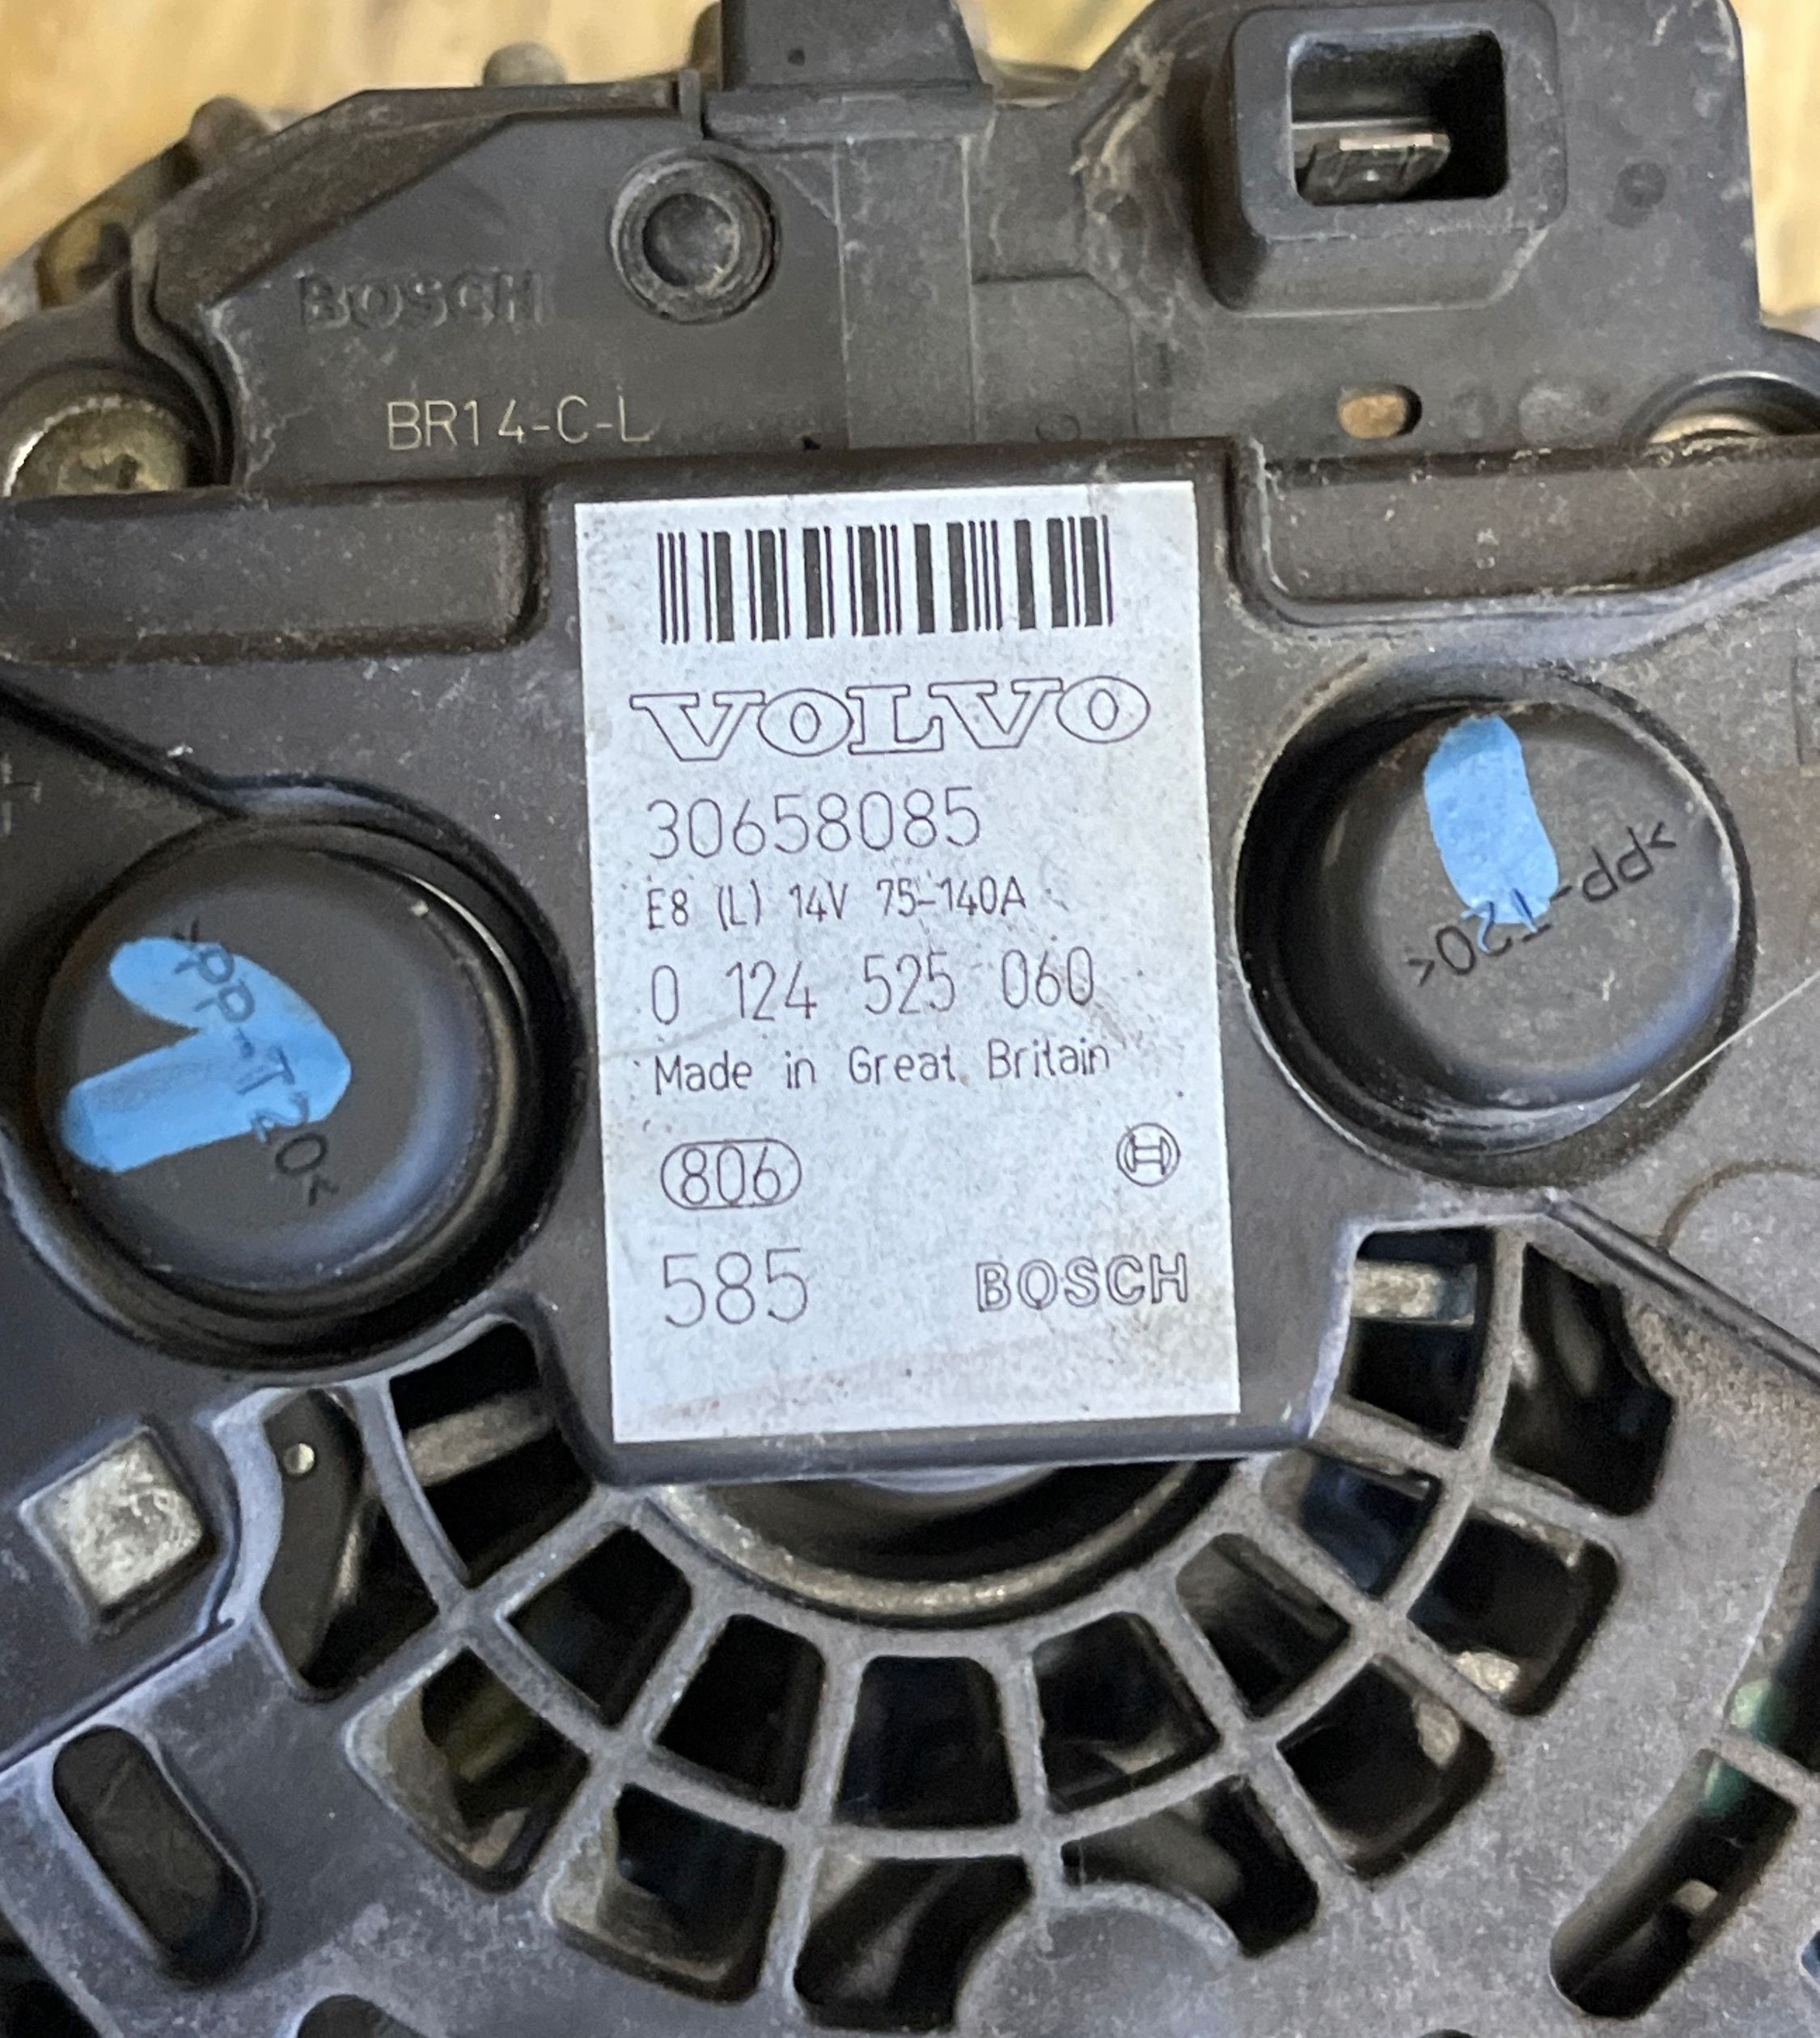 BOSCH
BR14-C-L
VOLVO
30658085
E8 (L) 14V 75-140A
0 124 525 060
Made in Great Britain
806
585 BOSCH
>PP-T20<
>PP-T20<